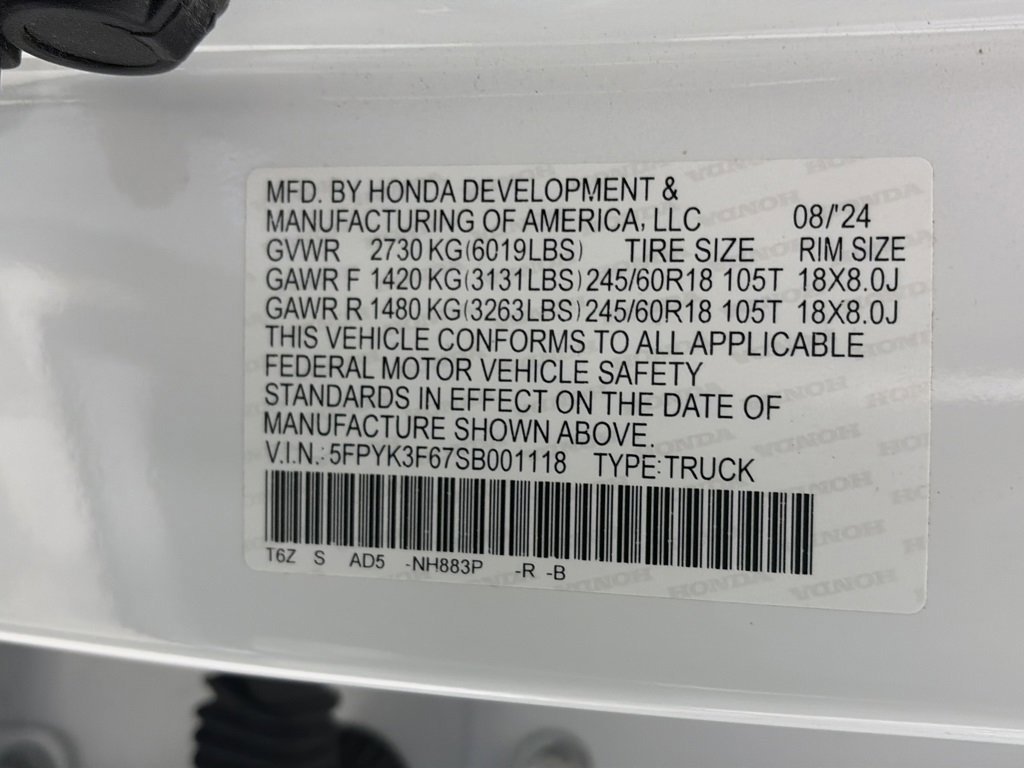 MFD. BY HONDA DEVELOPMENT &
MANUFACTURING OF AMERICA, LLC 08/'24
GVWR 2730 KG(6019LBS) TIRE SIZE RIM SIZE
GAWR F 1420 KG(3131LBS) 245/60R18 105T 18X8.0J
GAWR R 1480 KG(3263LBS) 245/60R18 105T 18X8.0J
THIS VEHICLE CONFORMS TO ALL APPLICABLE
FEDERAL MOTOR VEHICLE SAFETY
STANDARDS IN EFFECT ON THE DATE OF
MANUFACTURE SHOWN ABOVE.
V.I.N.: 5FPYK3F67SB001118 TYPE:TRUCK
T6Z S AD5 -NH883P -R -B